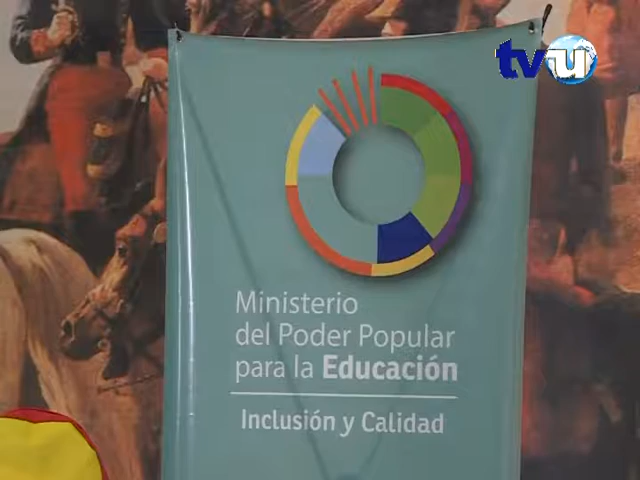 tvu
Ministerio
del Poder Popular
para la Educación
Inclusión y Calidad